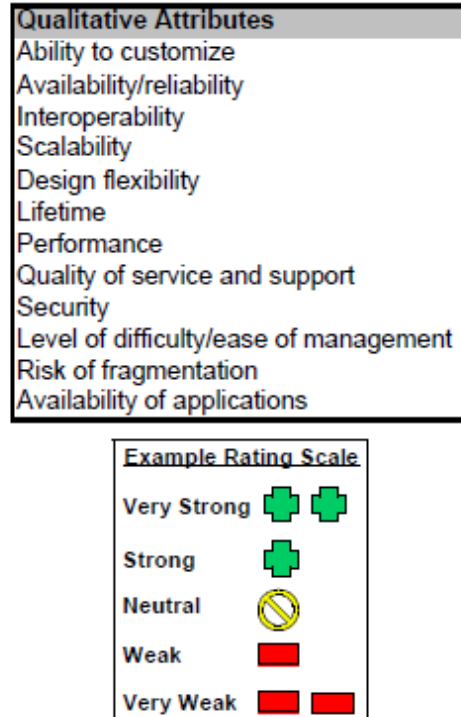 Qualitative Attributes
Ability to customize
Availability/reliability
Interoperability
Scalability
Design flexibility
Lifetime
Performance
Quality of service and support
Security
Level of difficulty/ease of management
Risk of fragmentation
Availability of applications
Example Rating Scale
Very Strong
Strong
Neutral
Weak
Very Weak